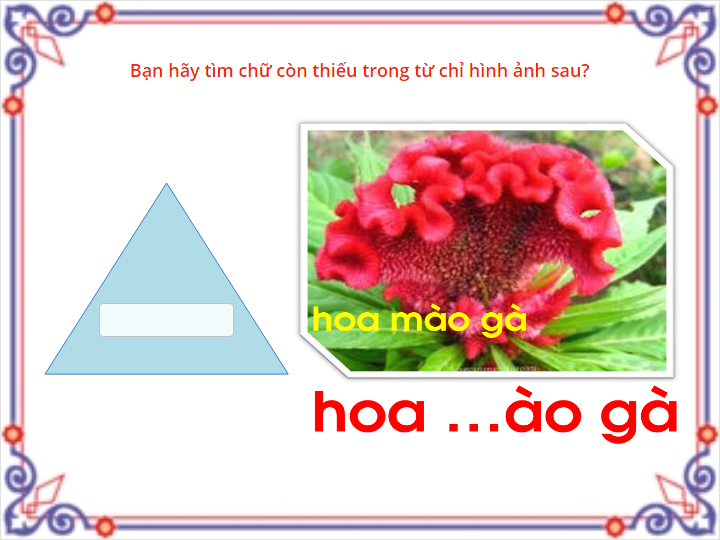 Bạn hãy tìm chữ còn thiếu trong từ chỉ hình ảnh sau?
hoa mào gà
hoa ...ào gà